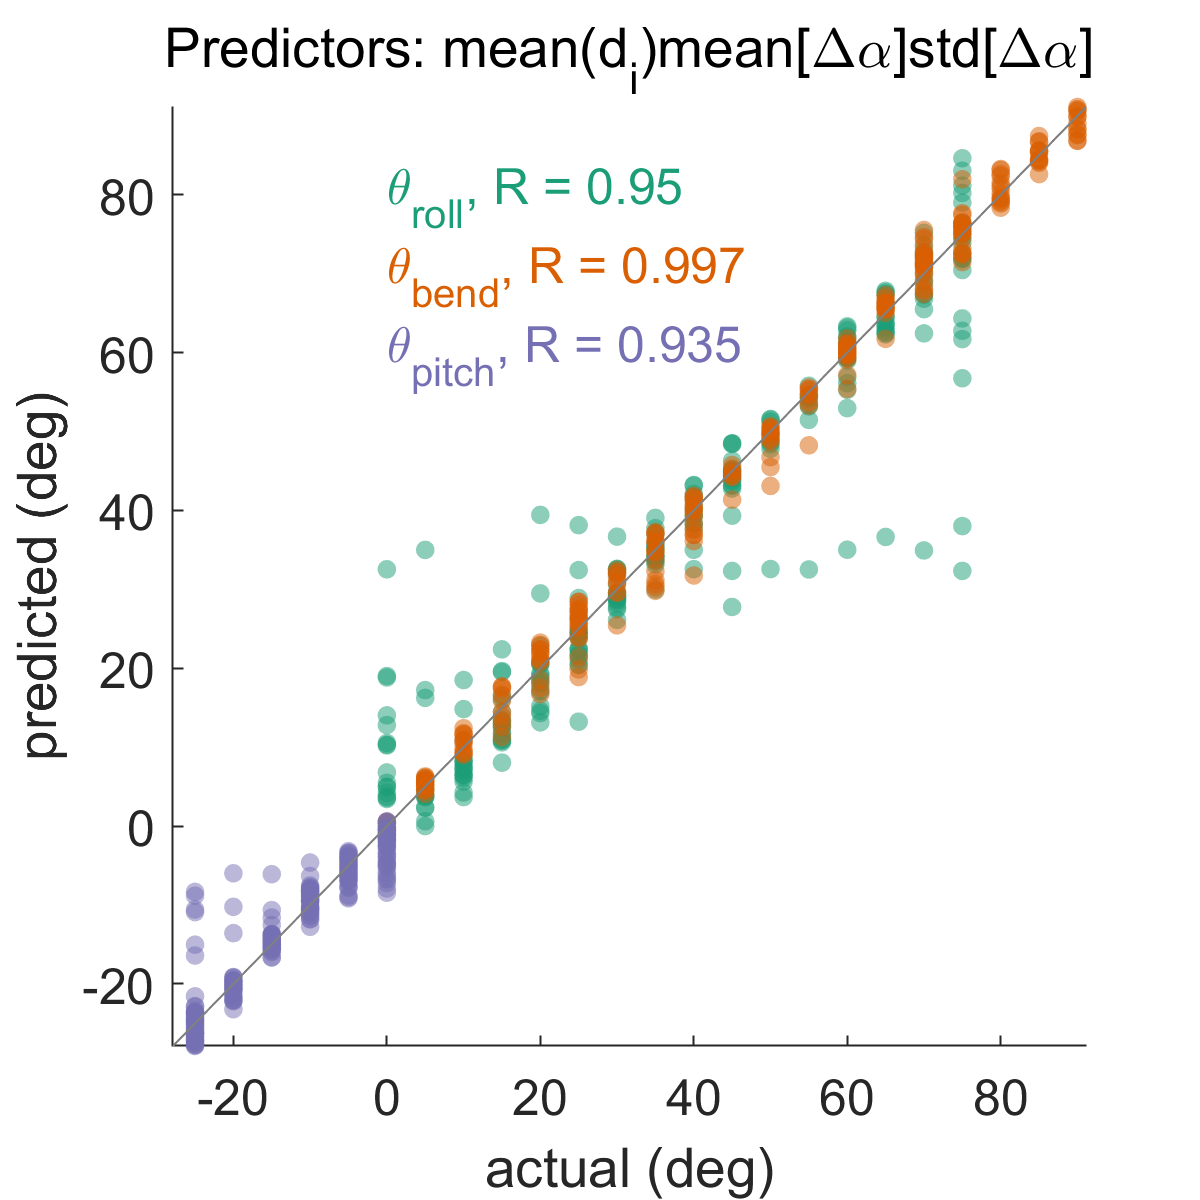 Predictors: mean(d_i)mean[Δα]std[Δα]
θ_roll, R = 0.95
θ_bend, R = 0.997
θ_pitch, R = 0.935
80
60
40
20
0
-20
predicted (deg)
-20 0 20 40 60 80
actual (deg)